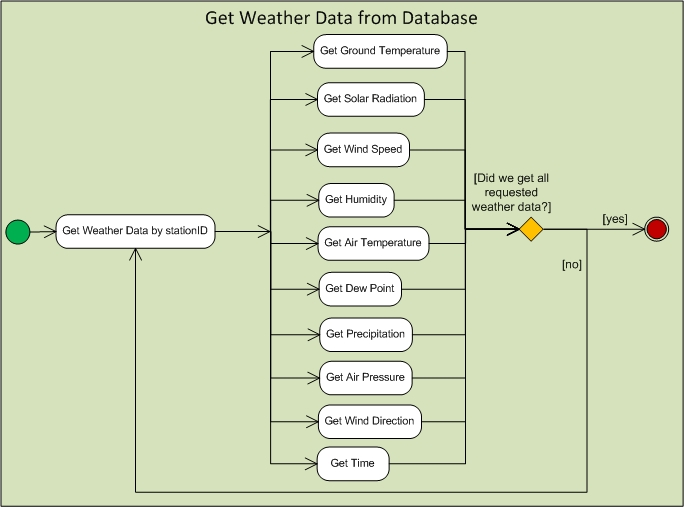 Get Weather Data from Database
Get Ground Temperature
Get Solar Radiation
Get Wind Speed
[Did we get all
requested
weather data?]
Get Humidity
[yes]
Get Weather Data by stationID
Get Air Temperature
[no]
Get Dew Point
Get Precipitation
Get Air Pressure
Get Wind Direction
Get Time